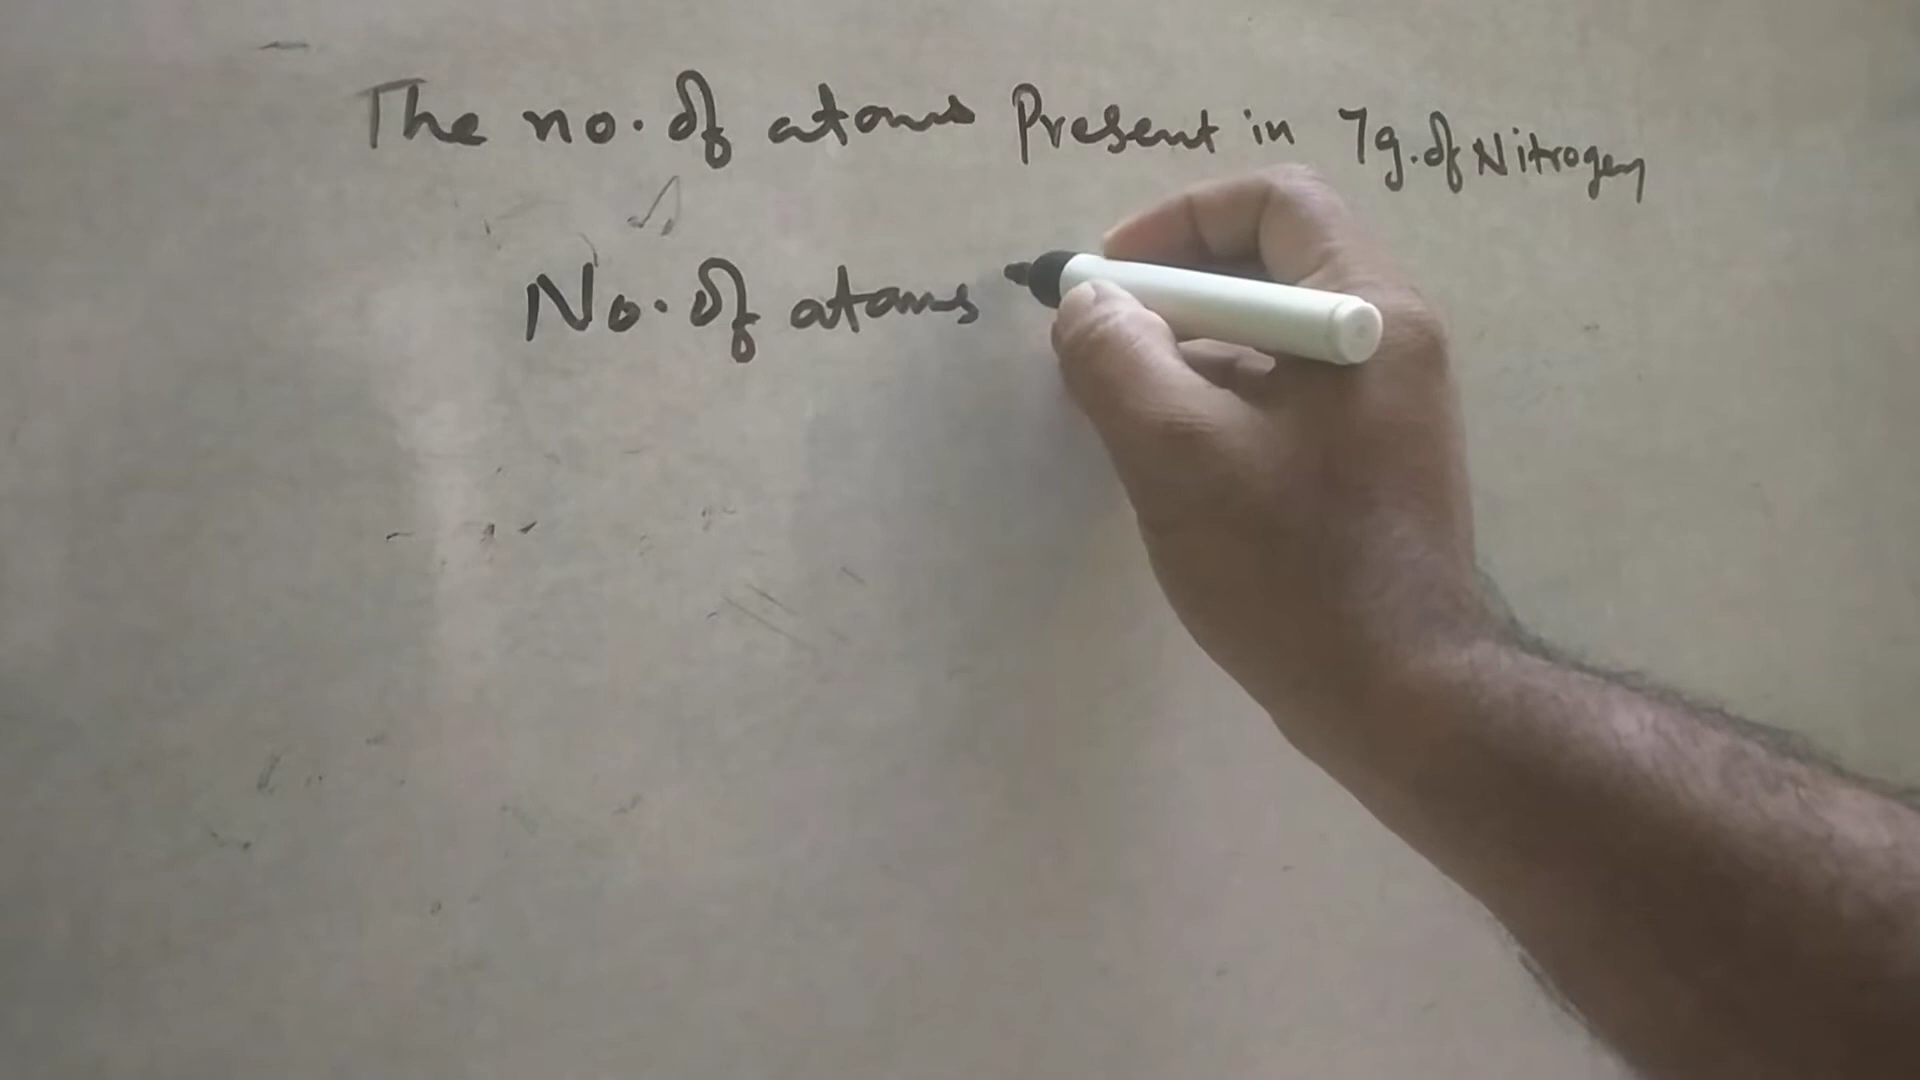 The no. of atoms Present in 7g. of Nitrogen
No. of atoms